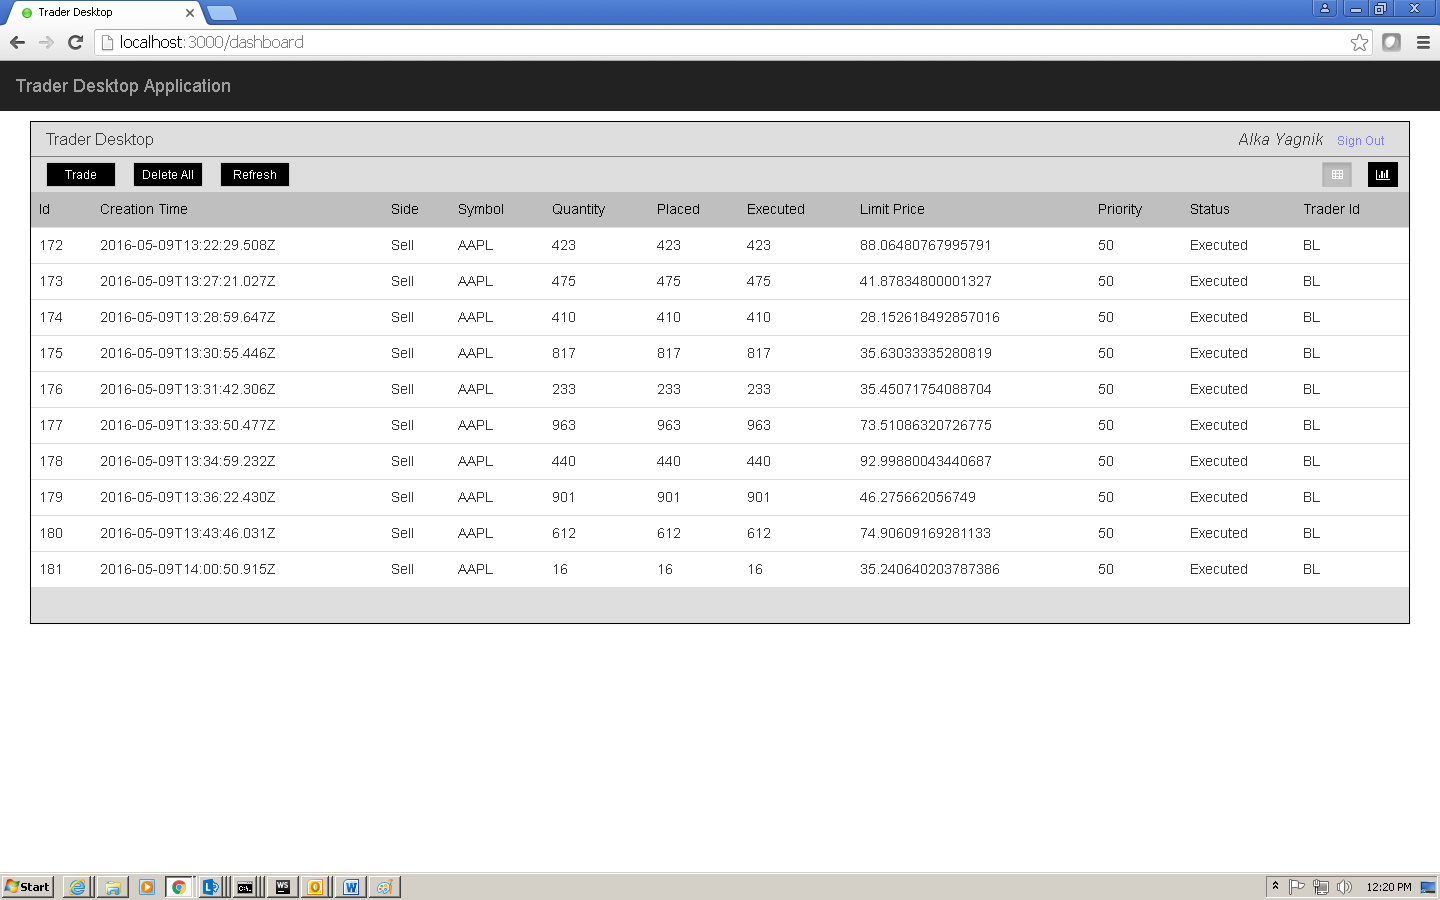 Trader Desktop
localhost:3000/dashboard
Trader Desktop Application
Trader Desktop Alka Yagnik Sign Out
Trade Delete All Refresh
Id Creation Time Side Symbol Quantity Placed Executed Limit Price Priority Status Trader Id
172 2016-05-09T13:22:29.508Z Sell AAPL 423 423 423 88.06480767995791 50 Executed BL
173 2016-05-09T13:27:21.027Z Sell AAPL 475 475 475 41.87834800001327 50 Executed BL
174 2016-05-09T13:28:59.647Z Sell AAPL 410 410 410 28.152618492857016 50 Executed BL
175 2016-05-09T13:30:55.446Z Sell AAPL 817 817 817 35.63033335280819 50 Executed BL
176 2016-05-09T13:31:42.306Z Sell AAPL 233 233 233 35.45071754088704 50 Executed BL
177 2016-05-09T13:33:50.477Z Sell AAPL 963 963 963 73.51086320726775 50 Executed BL
178 2016-05-09T13:34:59.232Z Sell AAPL 440 440 440 92.99880043440687 50 Executed BL
179 2016-05-09T13:36:22.430Z Sell AAPL 901 901 901 46.275662056749 50 Executed BL
180 2016-05-09T13:43:46.031Z Sell AAPL 612 612 612 74.90609169281133 50 Executed BL
181 2016-05-09T14:00:50.915Z Sell AAPL 16 16 16 35.240640203787386 50 Executed BL
Start C:\. WS 12:20 PM